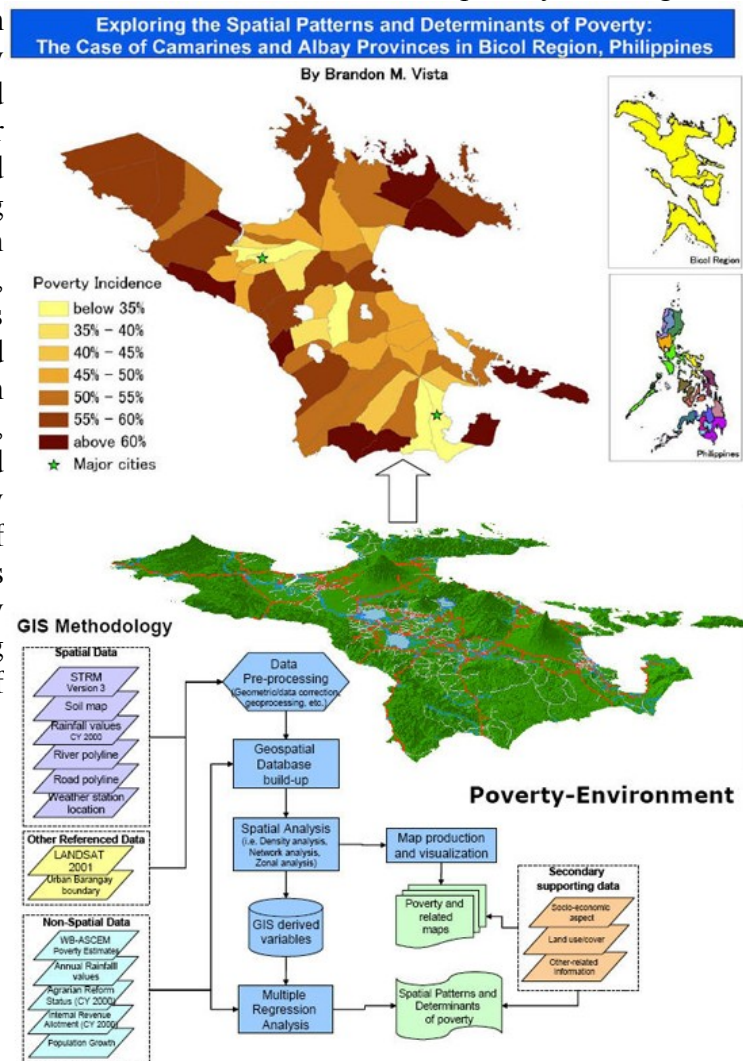 Exploring the Spatial Patterns and Determinants of Poverty:
The Case of Camarines and Albay Provinces in Bicol Region, Philippines
By Brandon M. Vista
Bicol Region
Philippines
Poverty Incidence
below 35%
35% - 40%
40% - 45%
45% - 50%
50% - 55%
55% - 60%
above 60%
Major cities
GIS Methodology
Spatial Data
STRM
Version 3
Soil map
Rainfall values
CY 2000
River polyline
Road polyline
Weather station
location
Other Referenced Data
LANDSAT
2001
Urban Barangay
boundary
Non-Spatial Data
WB-ASCEM
Poverty Estimates
Annual Rainfalll
values
Agrarian Reform
Status (CY 2000)
Internal Revenue
Allotment (CY 2000)
Population Growth
Data
Pre-processing
(Geometric/data correction,
geoprocessing, etc.)
Geospatial
Database
build-up
Spatial Analysis
(i.e. Density analysis,
Network analysis,
Zonal analysis)
GIS derived
variables
Multiple
Regression
Analysis
Map production
and visualization
Poverty and
related
maps
Spatial Patterns and
Determinants
of poverty
Poverty-Environment
Secondary
supporting data
Socio-economic
aspect
Land use/cover
Other-related
Information